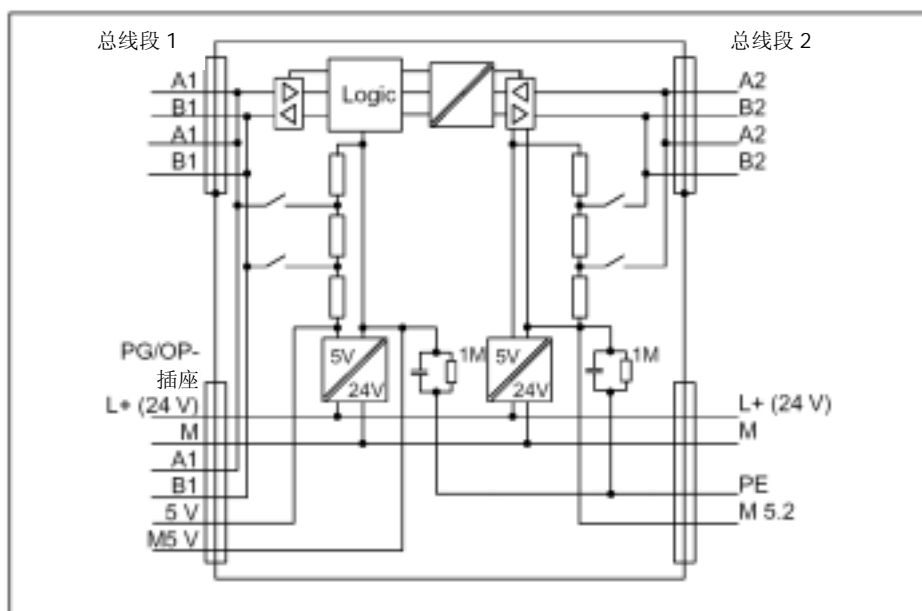 总线段 1
总线段 2
A1
B1
A1
B1
Logic
A2
B2
A2
B2
PG/OP-
插座
L+ (24 V)
M
A1
B1
5 V
M5 V
5V
24V
1M
5V
24V
1M
L+ (24 V)
M
PE
M 5.2